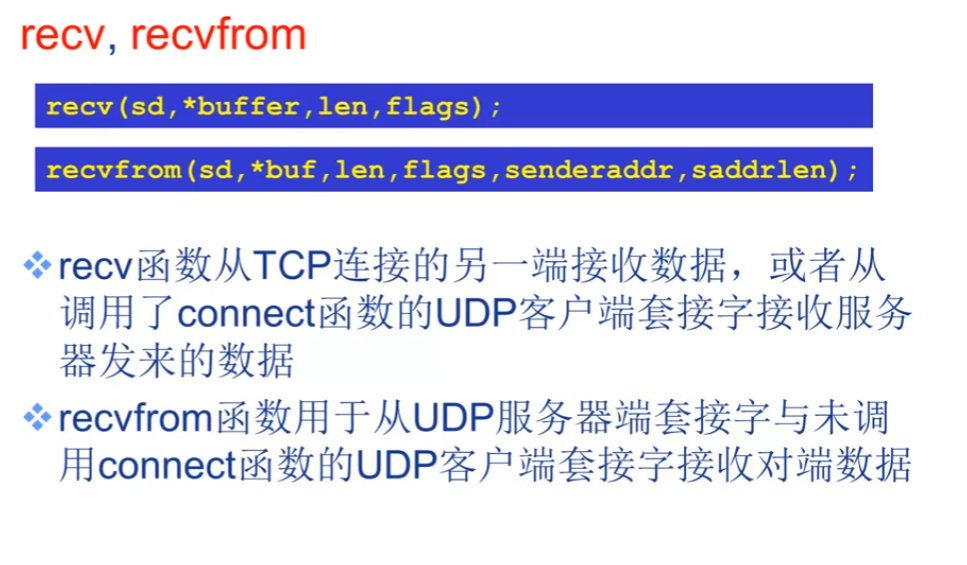 recv, recvfrom
recv(sd,*buffer,len,flags);
recvfrom(sd,*buf,len,flags,senderaddr,saddrlen);
❖recv函数从TCP连接的另一端接收数据，或者从
调用了connect函数的UDP客户端套接字接收服务
器发来的数据
❖recvfrom函数用于从UDP服务器端套接字与未调
用connect函数的UDP客户端套接字接收对端数据